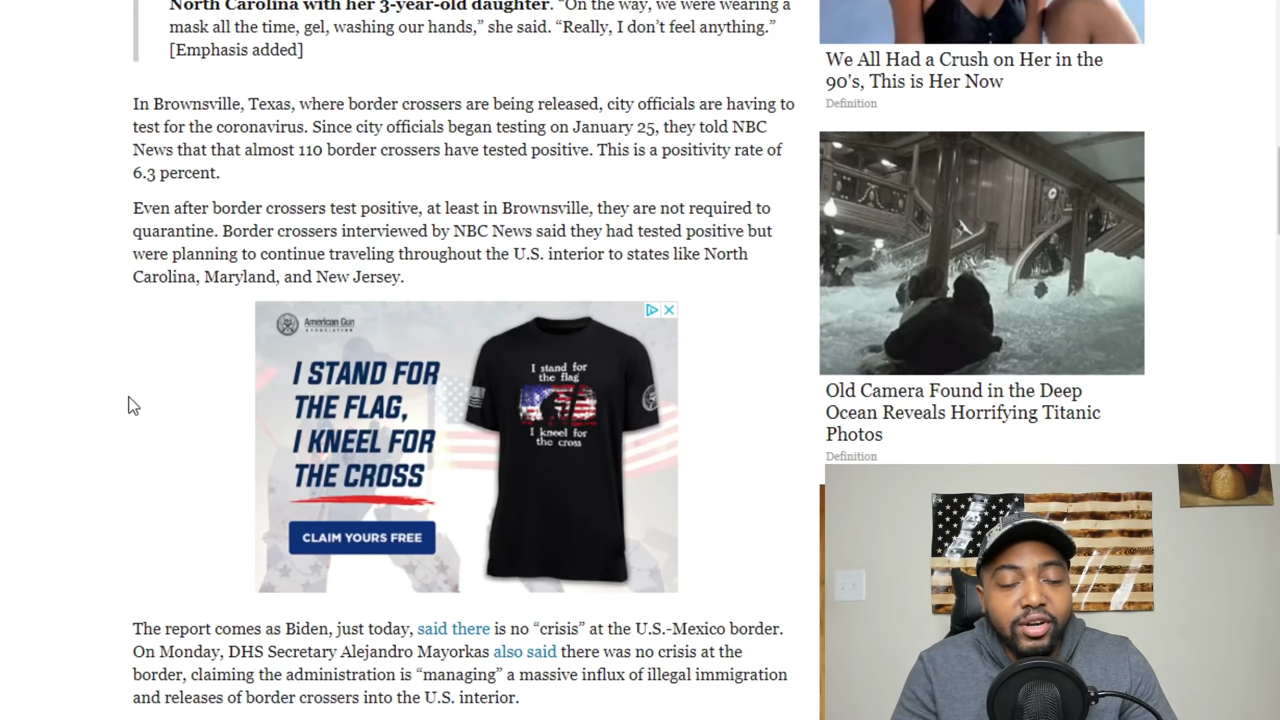 North Carolina with her 3-year-old daughter. “On the way, we were wearing a
mask all the time, gel, washing our hands,” she said. “Really, I don’t feel anything.”
[Emphasis added]
In Brownsville, Texas, where border crossers are being released, city officials are having to
test for the coronavirus. Since city officials began testing on January 25, they told NBC
News that that almost 110 border crossers have tested positive. This is a positivity rate of
6.3 percent.
Even after border crossers test positive, at least in Brownsville, they are not required to
quarantine. Border crossers interviewed by NBC News said they had tested positive but
were planning to continue traveling throughout the U.S. interior to states like North
Carolina, Maryland, and New Jersey.
American Gun
ASSOCIATION
I STAND FOR
THE FLAG,
I KNEEL FOR
THE CROSS
CLAIM YOURS FREE
I stand for
the flag
I kneel for
the cross
The report comes as Biden, just today, said there is no “crisis” at the U.S.-Mexico border.
On Monday, DHS Secretary Alejandro Mayorkas also said there was no crisis at the
border, claiming the administration is “managing” a massive influx of illegal immigration
and releases of border crossers into the U.S. interior.
We All Had a Crush on Her in the
90's, This is Her Now
Definition
Old Camera Found in the Deep
Ocean Reveals Horrifying Titanic
Photos
Definition